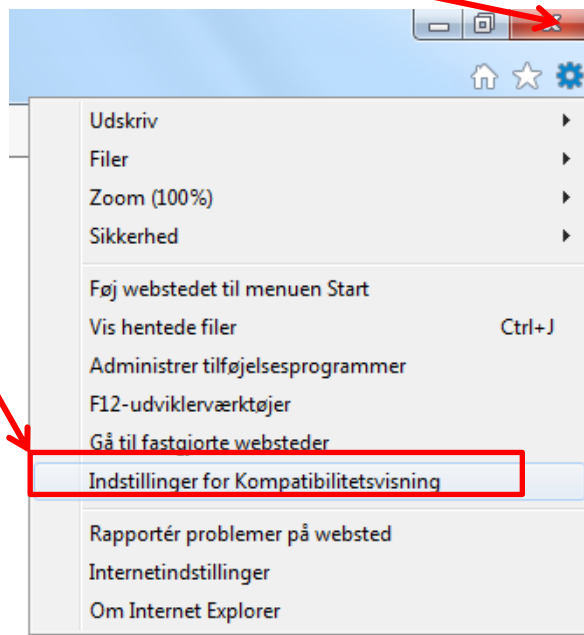 Udskriv
Filer
Zoom (100%)
Sikkerhed
Føj webstedet til menuen Start
Vis hentede filer Ctrl+J
Administrer tilføjelsesprogrammer
F12-udviklerværktøjer
Gå til fastgjorte websteder
Indstillinger for Kompatibilitetsvisning
Rapportér problemer på websted
Internetindstillinger
Om Internet Explorer